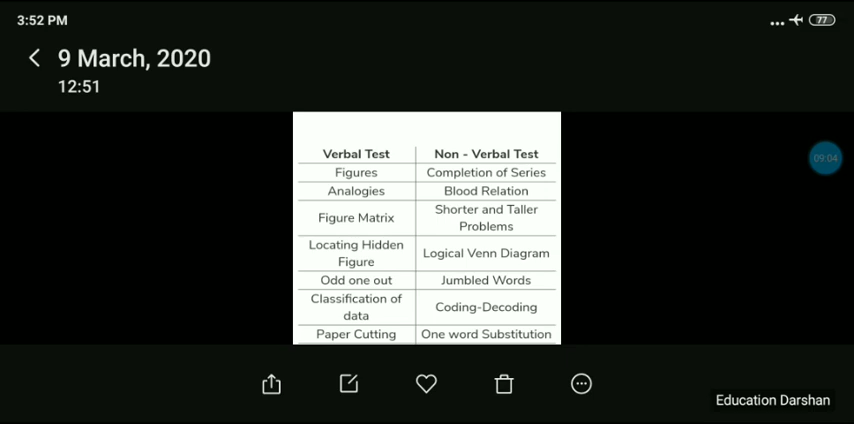 3:52 PM
77
9 March, 2020
12:51
09:04
Verbal Test Non - Verbal Test
Figures Completion of Series
Analogies Blood Relation
Figure Matrix Shorter and Taller Problems
Locating Hidden Figure Logical Venn Diagram
Odd one out Jumbled Words
Classification of data Coding-Decoding
Paper Cutting One word Substitution
Education Darshan